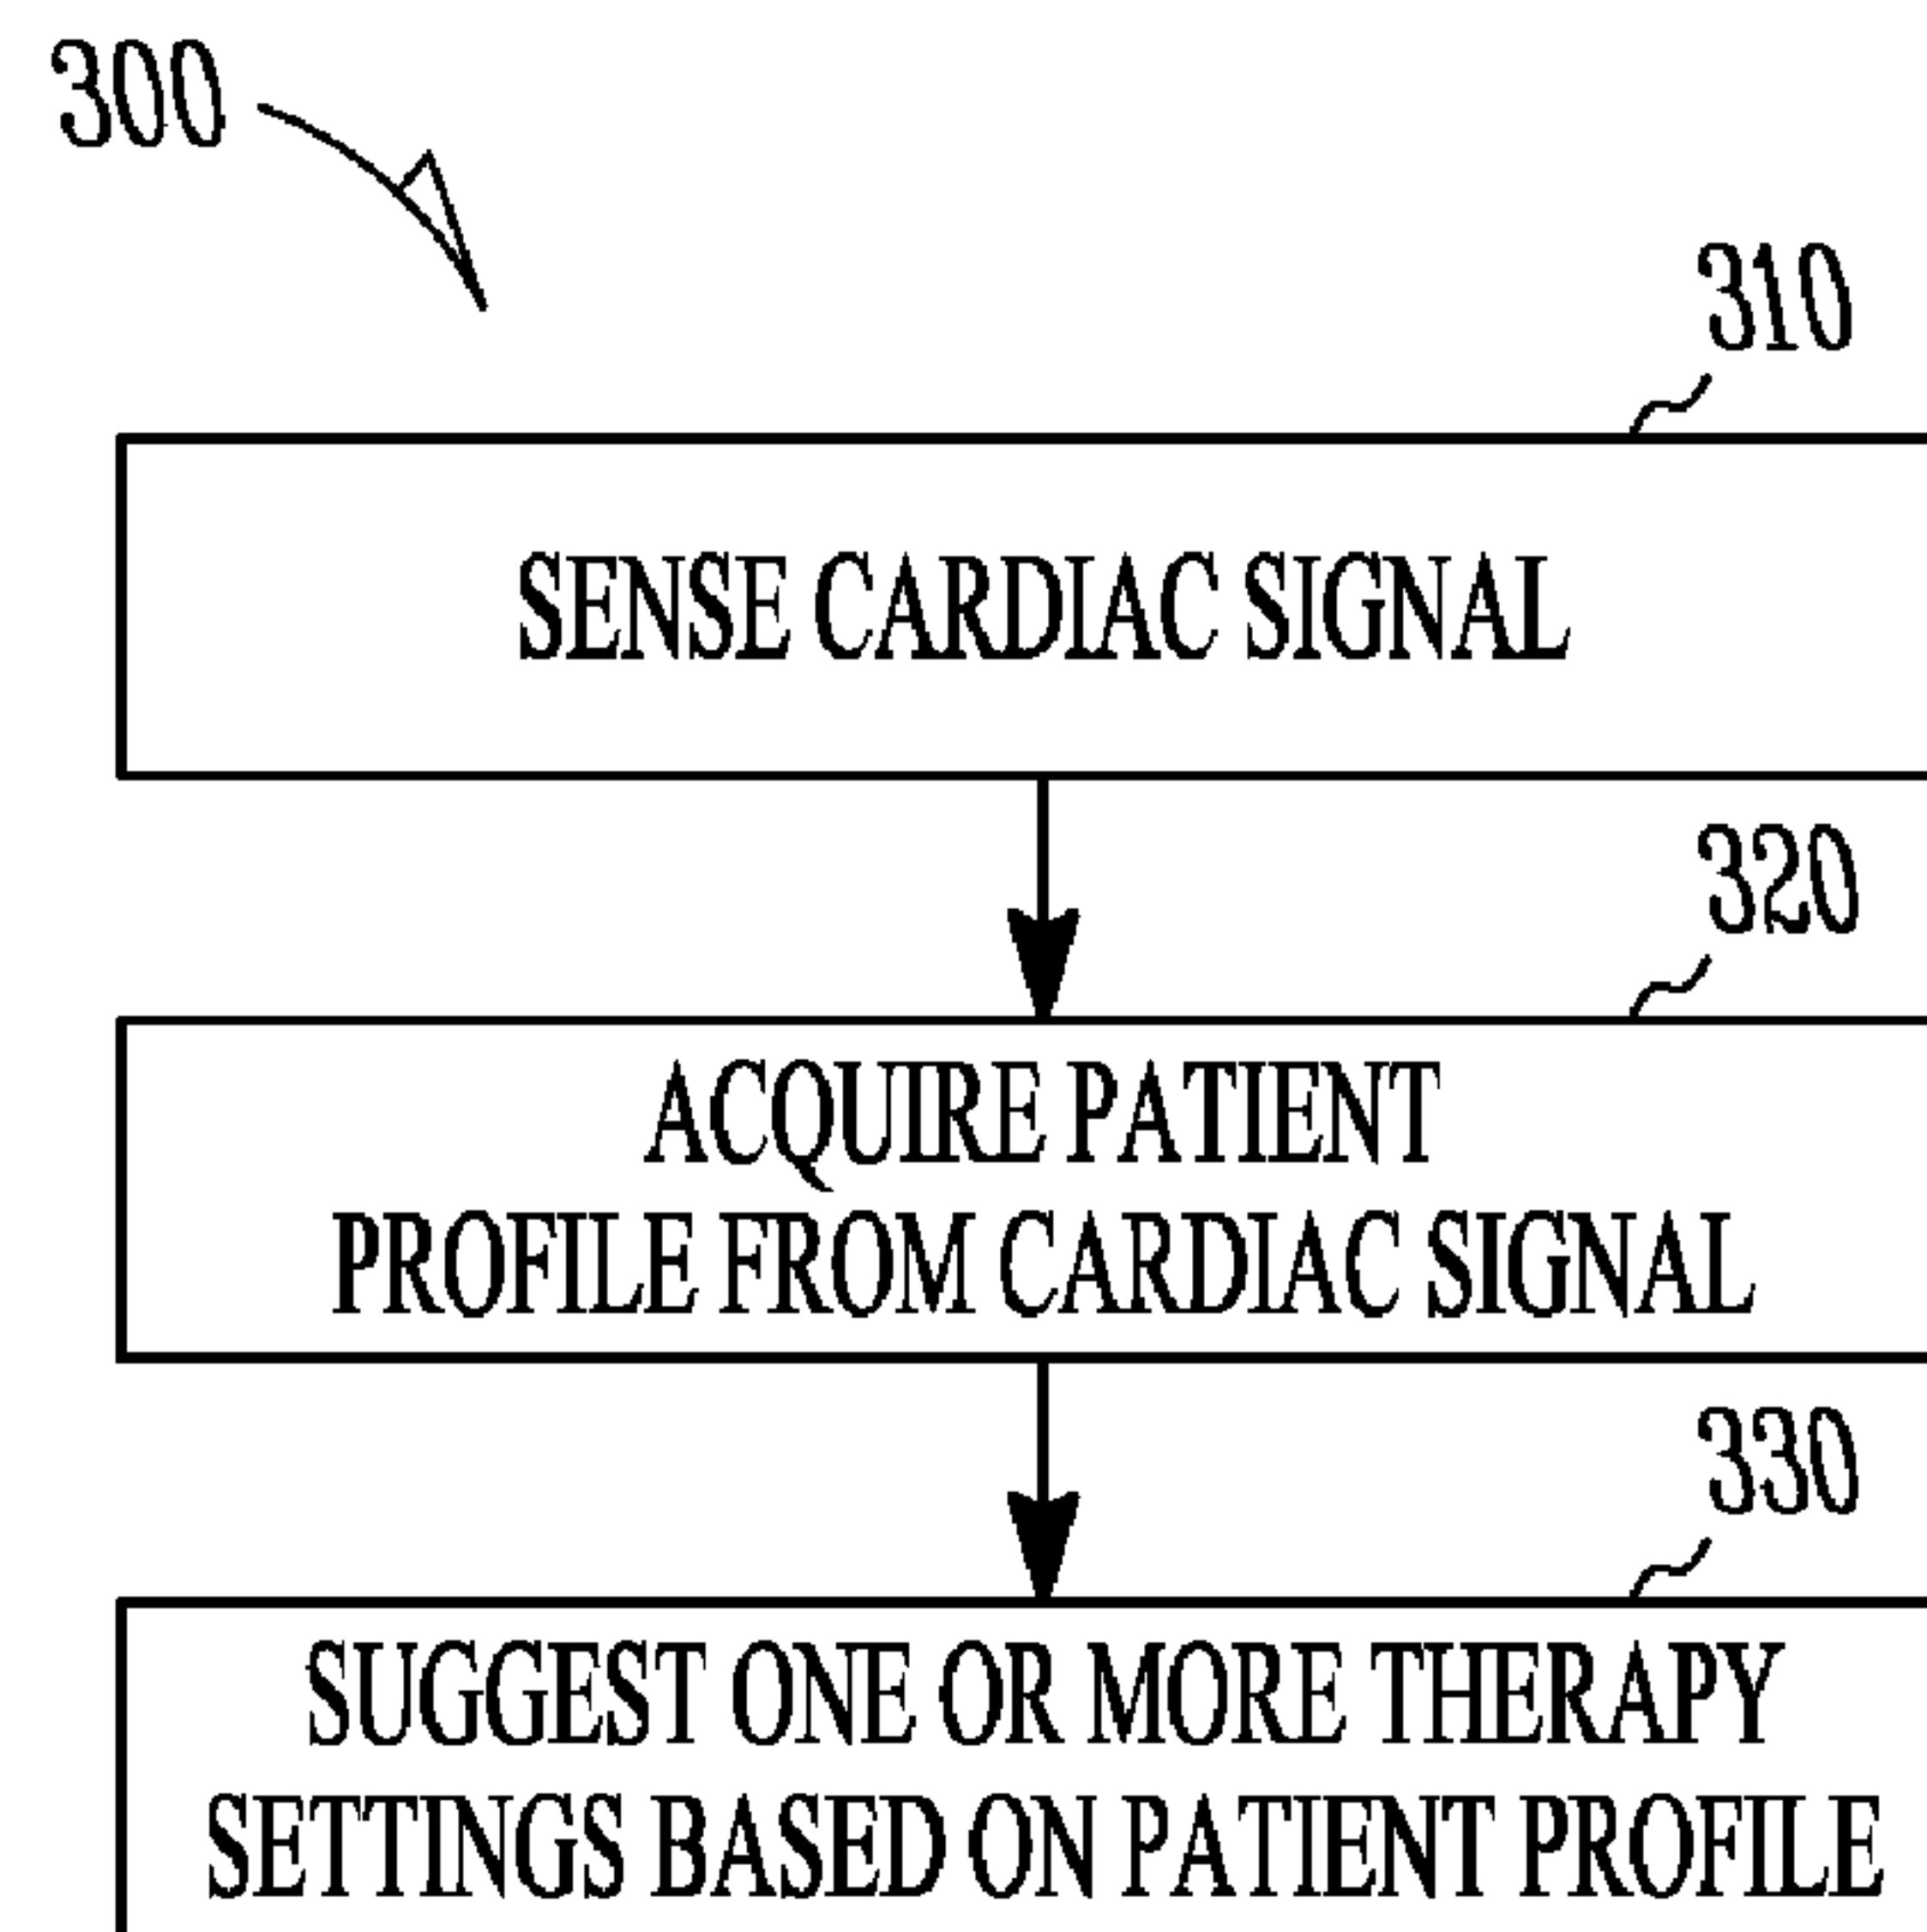 300
310
SENSE CARDIAC SIGNAL
320
ACQUIRE PATIENT
PROFILE FROM CARDIAC SIGNAL
330
SUGGEST ONE OR MORE THERAPY
SETTINGS BASED ON PATIENT PROFILE